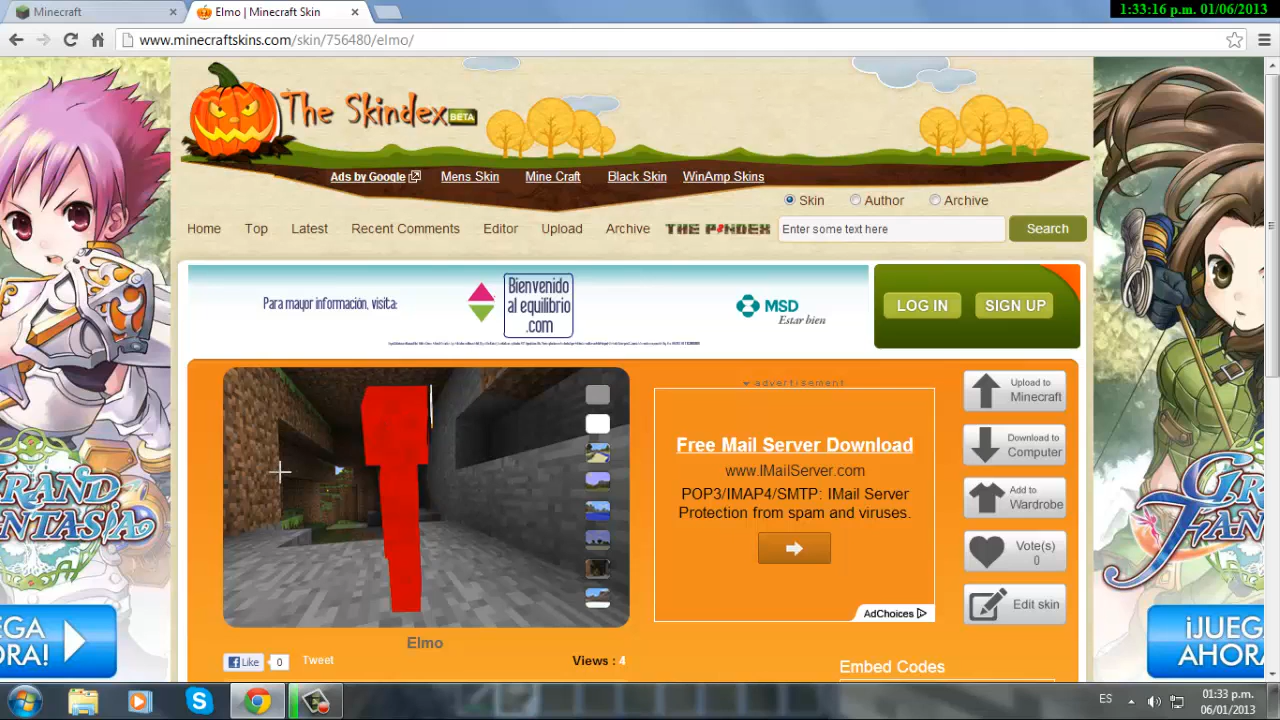 Minecraft
Elmo | Minecraft Skin
1:33:16 p.m. 01/06/2013
www.minecraftskins.com/skin/756480/elmo/
The Skindex BETA
Ads by Google
Mens Skin
Mine Craft
Black Skin
WinAmp Skins
Skin
Author
Archive
Home
Top
Latest
Recent Comments
Editor
Upload
Archive
THE P NDEX
Enter some text here
Search
Para mayor información, visita:
Bienvenido
al equilibrio
.com
MSD
Estar bien
LOG IN
SIGN UP
advertisement
Free Mail Server Download
www.IMailServer.com
POP3/IMAP4/SMTP: IMail Server
Protection from spam and viruses.
AdChoices
Upload to
Minecraft
Download to
Computer
Add to
Wardrobe
Vote(s)
0
Edit skin
Elmo
Like
0
Tweet
Views : 4
Embed Codes
EGA
ORA!
¡JUEG
AHORA
ES
01:33 p.m.
06/01/2013